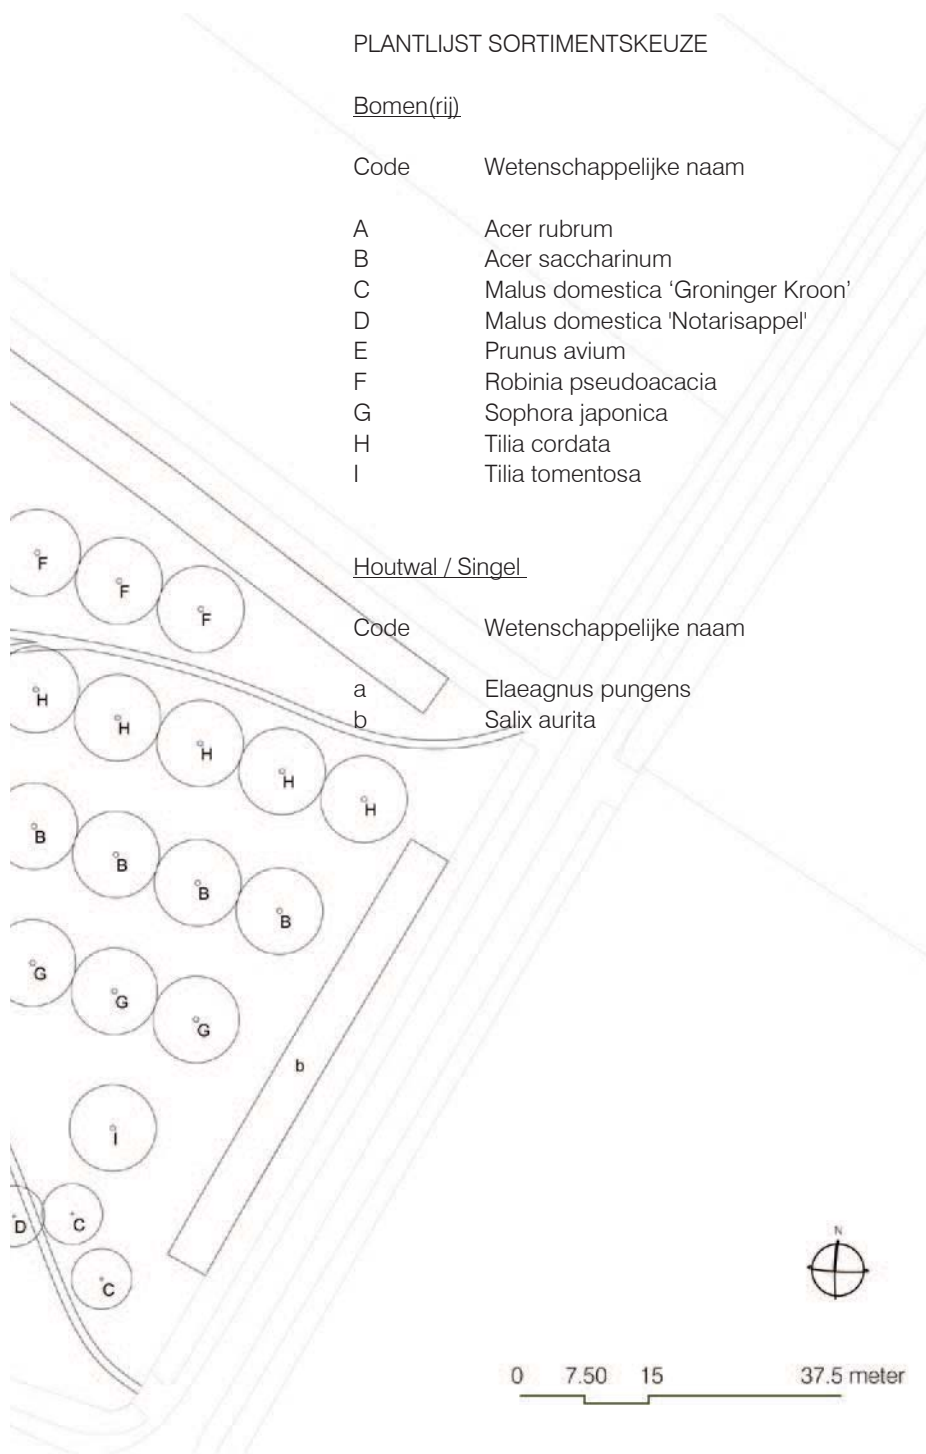 PLANTLIJST SORTIMENTSKEUZE
Bomen(rij)
Code Wetenschappelijke naam
A Acer rubrum
B Acer saccharinum
C Malus domestica ‘Groninger Kroon’
D Malus domestica 'Notarisappel'
E Prunus avium
F Robinia pseudoacacia
G Sophora japonica
H Tilia cordata
I Tilia tomentosa
Houtwal / Singel
Code Wetenschappelijke naam
a Elaeagnus pungens
b Salix aurita
F
F
F
H
H
H
H
H
B
B
B
B
G
G
G
b
I
D
C
C
N
0 7.50 15 37.5 meter